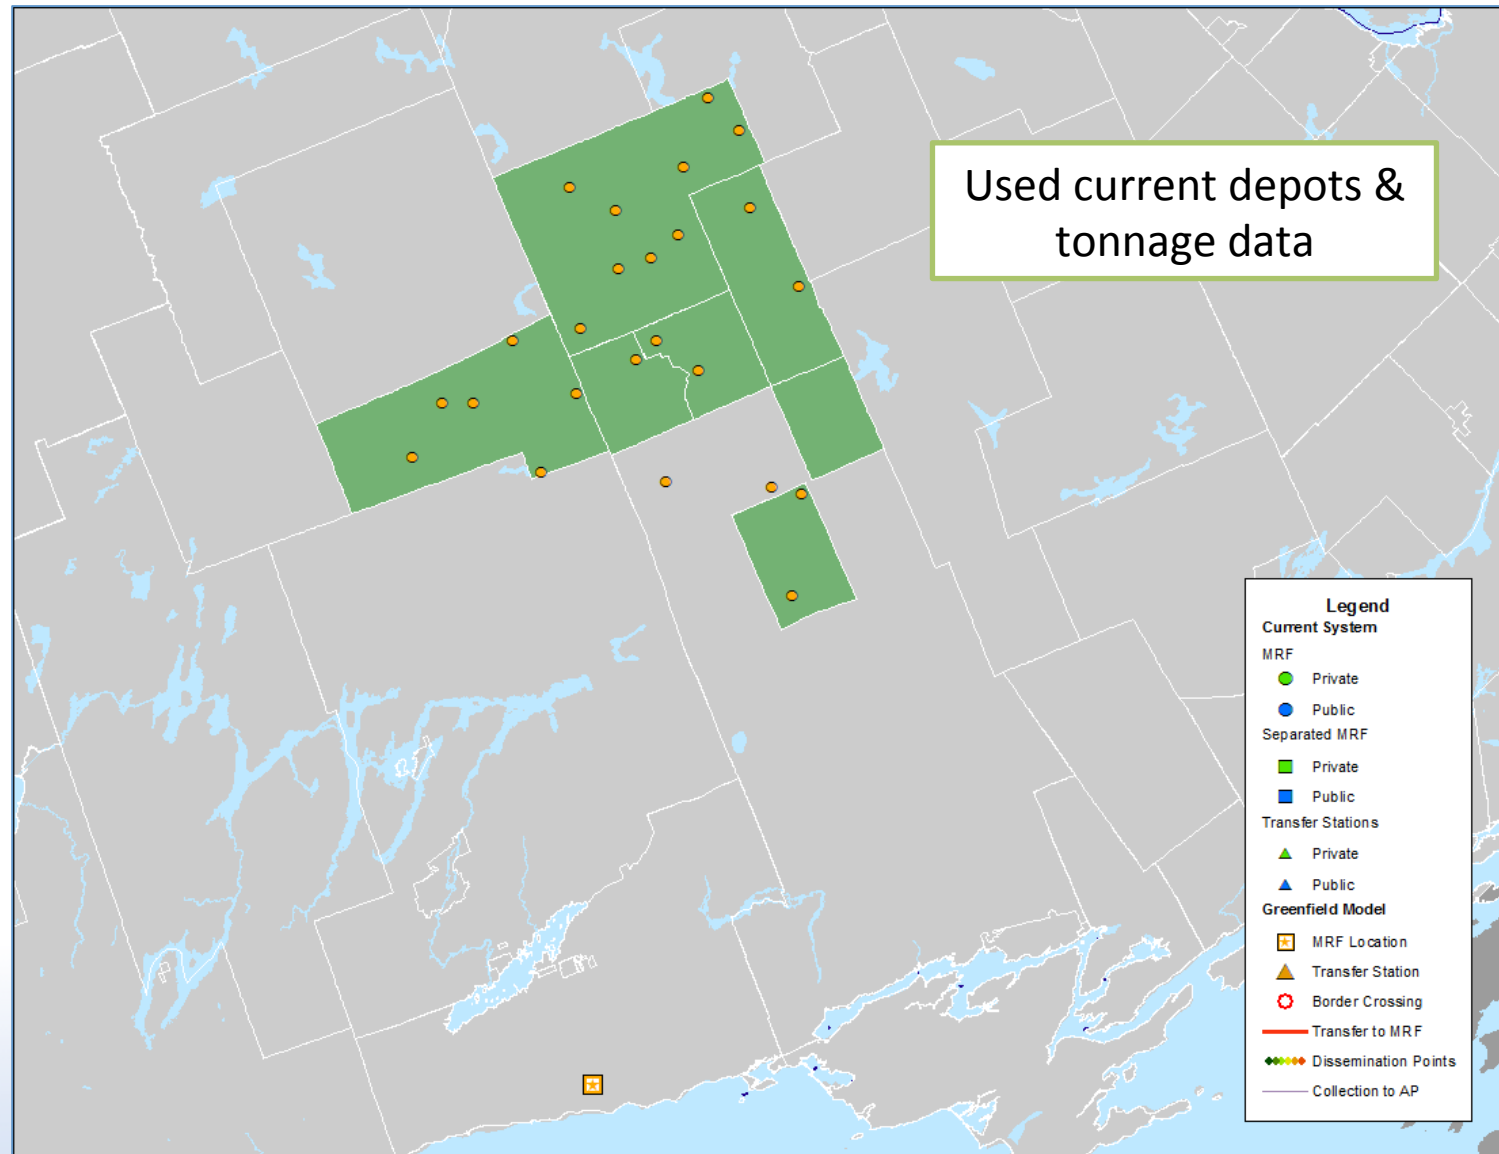 Used current depots &
tonnage data
Legend
Current System
MRF
Private
Public
Separated MRF
Private
Public
Transfer Stations
Private
Public
Greenfield Model
MRF Location
Transfer Station
Border Crossing
Transfer to MRF
Dissemination Points
Collection to AP